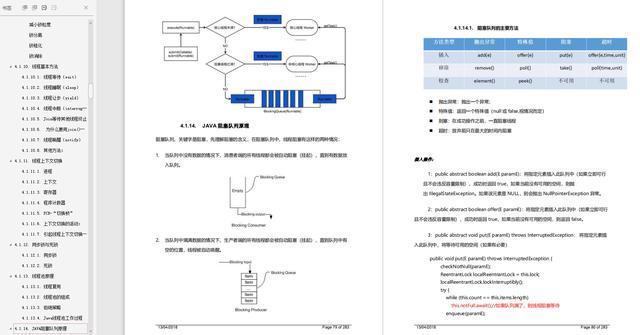 书签
减小锁粒度
锁分离
锁粗化
锁消除
4.1.10. 线程基本方法
4.1.10.1. 线程等待（wait）
4.1.10.2. 线程睡眠（sleep）
4.1.10.3. 线程让步（yield）
4.1.10.4. 线程中断（interrup
4.1.10.5. Join等待其他线程终止
4.1.10.6. 为什么要用join()
4.1.10.7. 线程唤醒（notify）
4.1.10.8. 其他方法：
4.1.11. 线程上下文切换
4.1.11.1. 进程
4.1.11.2. 上下文
4.1.11.3. 寄存器
4.1.11.4. 程序计数器
4.1.11.5. PCB-"切换桢"
4.1.11.6. 上下文切换的活动：
4.1.11.7. 引起线程上下文切换
4.1.12. 同步锁与死锁
4.1.12.1. 同步锁
4.1.12.2. 死锁
4.1.13. 线程池原理
4.1.13.1. 线程复用
4.1.13.2. 线程池的组成
4.1.13.3. 拒绝策略
4.1.13.4. Java线程池工作过程
4.1.14. JAVA阻塞队列原理
execute(Runnable)
submit(Callable)
submit(Runnable)
NO
NO
getTask()
BlockingQueue(Runnable)
4.1.14. JAVA 阻塞队列原理
阻塞队列，关键字是阻塞，先理解阻塞的含义，在阻塞队列中，线程阻塞有这样的两种情况：
1. 当队列中没有数据的情况下，消费者端的所有线程都会被自动阻塞（挂起），直到有数据放
入队列。
Blocking Queue
Empty
Blocking output
Blocking Consumer
2. 当队列中填满数据的情况下，生产者端的所有线程都会被自动阻塞（挂起），直到队列中有
空的位置，线程被自动唤醒。
Blocking input
Blocking Queue
Item
Item
Item
Item
Blocking Producer
13/04/2018 Page 79 of 283
4.1.14.1. 阻塞队列的主要方法
方法类型 抛出异常 特殊值 阻塞 超时
插入 add(e) offer(e) put(e) offer(e,time,unit)
移除 remove() poll() take() poll(time,unit)
检查 element() peek() 不可用 不可用
■ 抛出异常：抛出一个异常；
■ 特殊值：返回一个特殊值（null 或 false,视情况而定）
■ 则塞：在成功操作之前，一直阻塞线程
■ 超时：放弃前只在最大的时间内阻塞
插入操作：
1：public abstract boolean add(E paramE)：将指定元素插入此队列中（如果立即可行
且不会违反容量限制），成功时返回 true，如果当前没有可用的空间，则抛
出 IllegalStateException。如果该元素是 NULL，则会抛出 NullPointerException 异常。
2：public abstract boolean offer(E paramE)：将指定元素插入此队列中（如果立即可行
且不会违反容量限制），成功时返回 true，如果当前没有可用的空间，则返回 false。
3：public abstract void put(E paramE) throws InterruptedException：将指定元素插
入此队列中，将等待可用的空间（如果有必要）
public void put(E paramE) throws InterruptedException {
checkNotNull(paramE);
ReentrantLock localReentrantLock = this.lock;
localReentrantLock.lockInterruptibly();
try {
while (this.count == this.items.length)
this.notFull.await();//如果队列满了，则线程阻塞等待
enqueue(paramE);
13/04/2018 Page 80 of 283